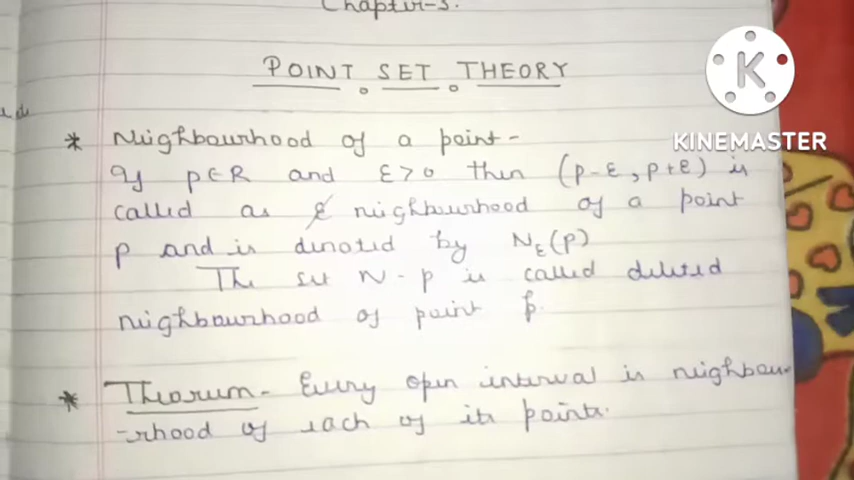 Chapter-3.
POINT SET THEORY
K
KINEMASTER
* Neighbourhood of a point-
If p∈R and ε>0 then (p-ε, p+ε) is
called as ε neighbourhood of a point
p and is denoted by Nε(p)
The set N-p is called deleted
neighbourhood of point p.
* Theorum- Every open interval is neighbou-
-rhood of each of its points.